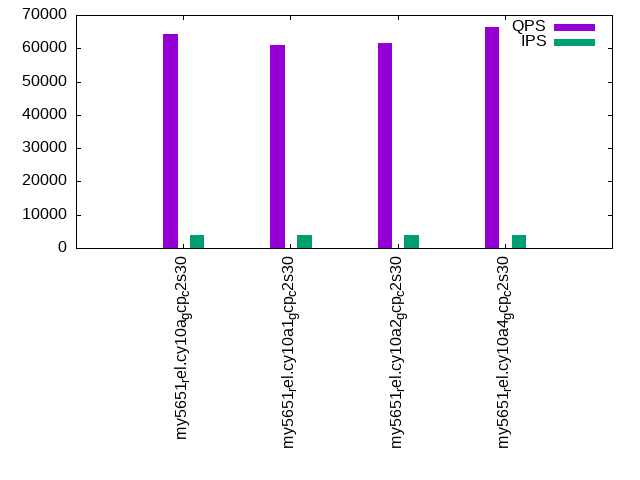 70000
60000
50000
40000
30000
20000
10000
0
QPS
IPS
my5651rel.cy10agcpc2s30
my5651rel.cy10a1gcpc2s30
my5651rel.cy10a2gcpc2s30
my5651rel.cy10a4gcpc2s30